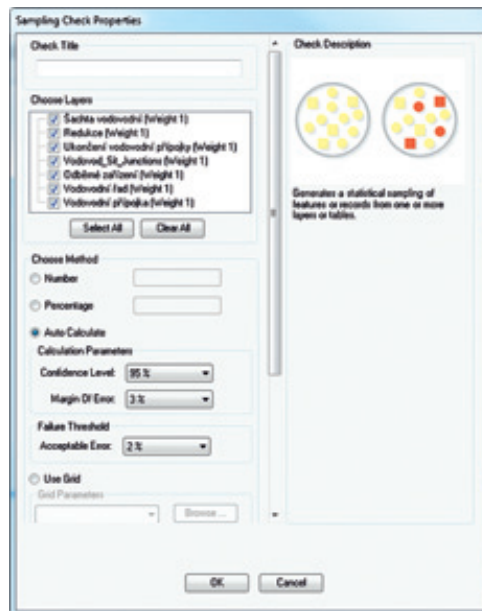 Sampling Check Properties
Check Title
Choose Layers
Šachta vodovodní (Weight 1)
Redukce (Weight 1)
Ukončení vodovodní přípojky (Weight 1)
Vodovod_Sit_Junctions (Weight 1)
Odběrné zařízení (Weight 1)
Vodovodní řad (Weight 1)
Vodovodní přípojka (Weight 1)
Select All
Clear All
Choose Method
Number
Percentage
Auto Calculate
Calculation Parameters
Confidence Level: 95 %
Margin Of Error: 3 %
Failure Threshold
Acceptable Error: 2 %
Use Grid
Grid Parameters
Browse ...
Check Description
Generates a statistical sampling of
features or records from one or more
layers or tables.
OK
Cancel